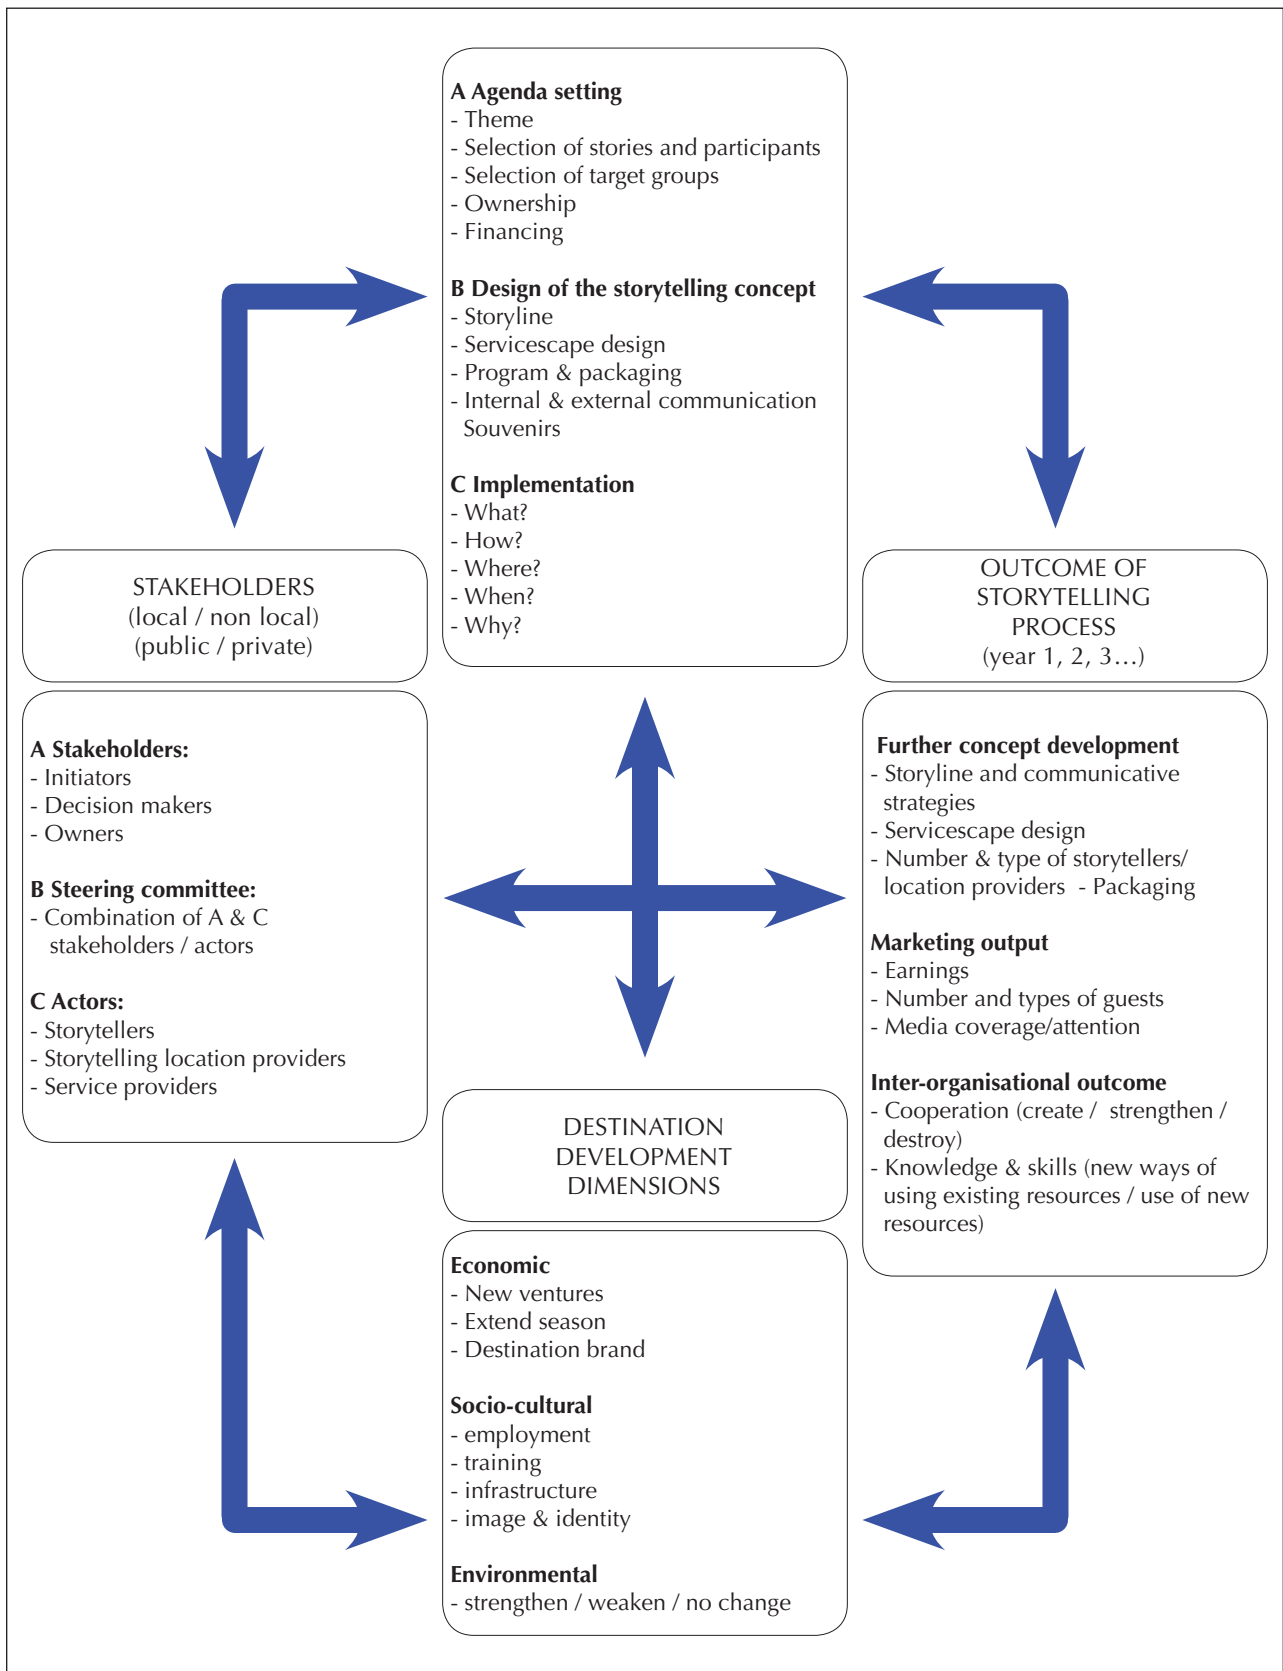 A Agenda setting
- Theme
- Selection of stories and participants
- Selection of target groups
- Ownership
- Financing
B Design of the storytelling concept
- Storyline
- Servicescape design
- Program & packaging
- Internal & external communication
Souvenirs
C Implementation
- What?
- How?
- Where?
- When?
- Why?
STAKEHOLDERS
(local / non local)
(public / private)
A Stakeholders:
- Initiators
- Decision makers
- Owners
B Steering committee:
- Combination of A & C
stakeholders / actors
C Actors:
- Storytellers
- Storytelling location providers
- Service providers
OUTCOME OF
STORYTELLING
PROCESS
(year 1, 2, 3…)
Further concept development
- Storyline and communicative
strategies
- Servicescape design
- Number & type of storytellers/
location providers - Packaging
Marketing output
- Earnings
- Number and types of guests
- Media coverage/attention
Inter-organisational outcome
- Cooperation (create / strengthen /
destroy)
- Knowledge & skills (new ways of
using existing resources / use of new
resources)
DESTINATION
DEVELOPMENT
DIMENSIONS
Economic
- New ventures
- Extend season
- Destination brand
Socio-cultural
- employment
- training
- infrastructure
- image & identity
Environmental
- strengthen / weaken / no change